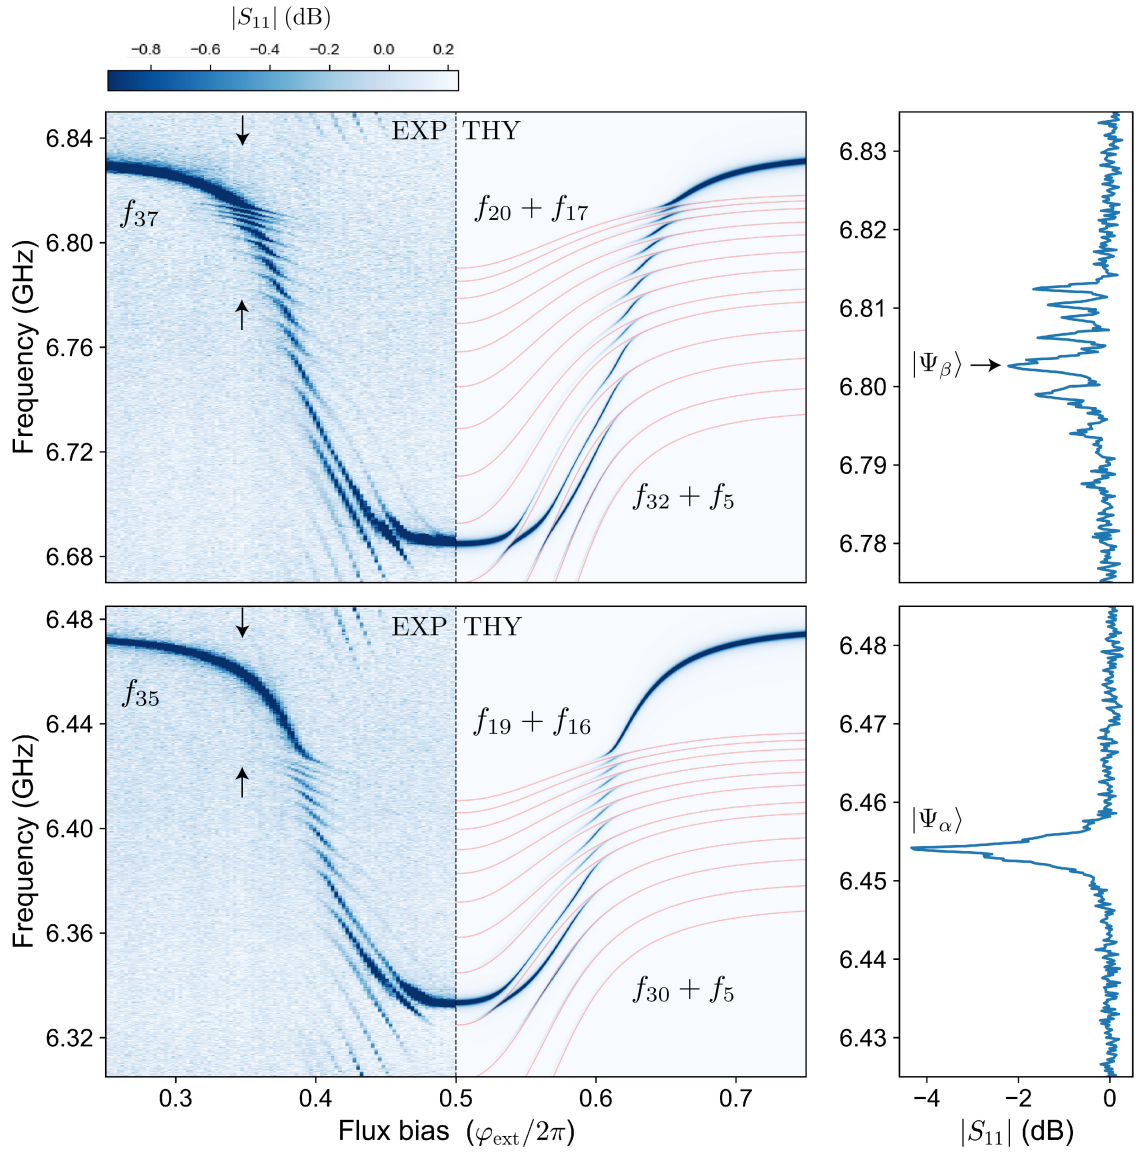 |S₁₁| (dB)
−0.8 −0.6 −0.4 −0.2 0.0 0.2
EXP THY
6.84
6.80
6.76
6.72
6.68
Frequency (GHz)
f₃₇
f₂₀ + f₁₇
f₃₂ + f₅
6.83
6.82
6.81
6.80
6.79
6.78
|Ψᵦ⟩
EXP THY
6.48
6.44
6.40
6.36
6.32
Frequency (GHz)
f₃₅
f₁₉ + f₁₆
f₃₀ + f₅
0.3 0.4 0.5 0.6 0.7
Flux bias (φ_ext/2π)
6.48
6.47
6.46
6.45
6.44
6.43
|Ψ_α⟩
−4 −2 0
|S₁₁| (dB)